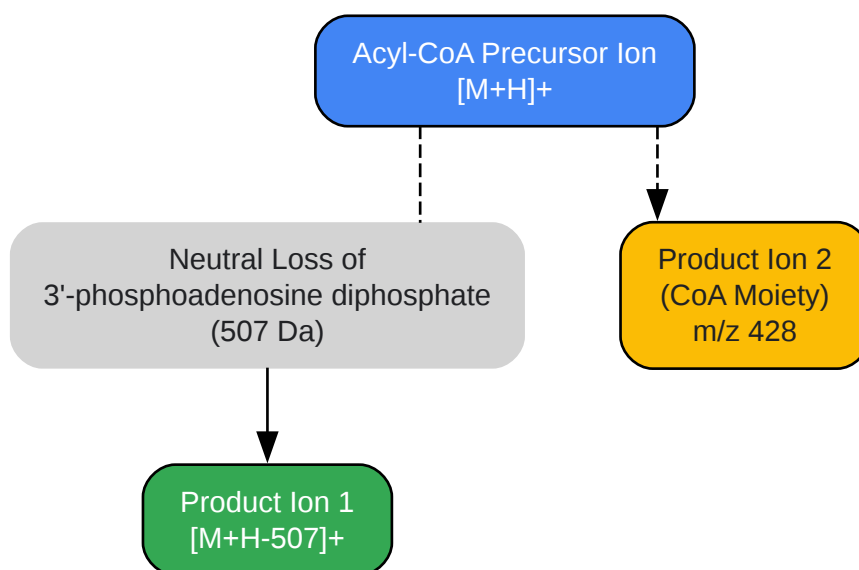 Acyl-CoA Precursor Ion
[M+H]+
Neutral Loss of
3'-phosphoadenosine diphosphate
(507 Da)
Product Ion 2
(CoA Moiety)
m/z 428
Product Ion 1
[M+H-507]+